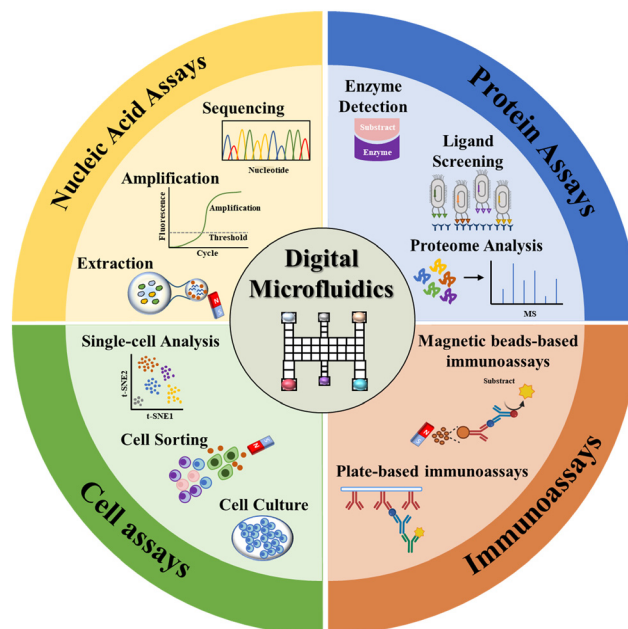 Nucleic Acid Assays
Sequencing
Nucleotide
Amplification
Fluorescence
Amplification
Threshold
Cycle
Extraction
N
Protein Assays
Enzyme
Detection
Substract
Enzyme
Ligand
Screening
Proteome Analysis
MS
Digital
Microfluidics
Cell assays
Single-cell Analysis
t-SNE2
t-SNE1
Cell Sorting
N
Cell Culture
Immunoassays
Magnetic beads-based
immunoassays
Substract
N
Plate-based immunoassays